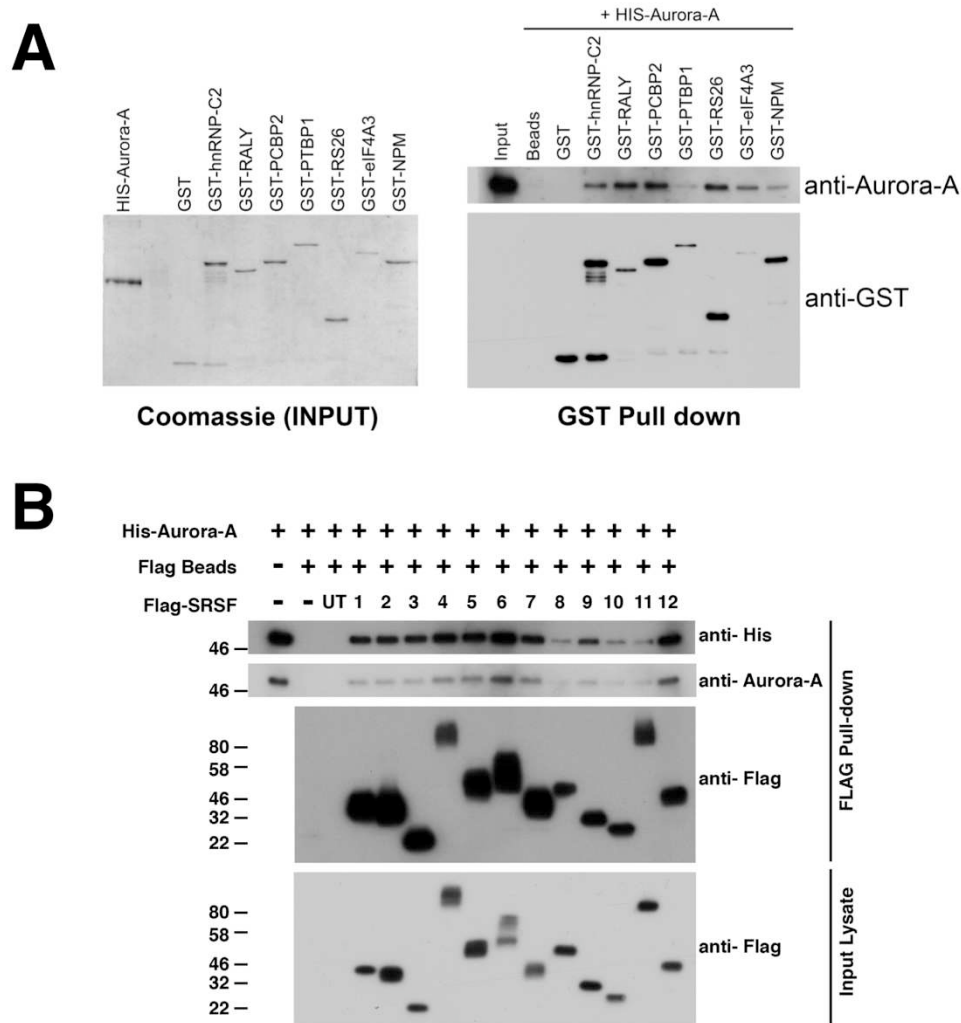 A
HIS-Aurora-A
GST
GST-hnRNP-C2
GST-RALY
GST-PCBP2
GST-PTBP1
GST-RS26
GST-eIF4A3
GST-NPM
Coomassie (INPUT)
+ HIS-Aurora-A
Input
Beads
GST
GST-hnRNP-C2
GST-RALY
GST-PCBP2
GST-PTBP1
GST-RS26
GST-eIF4A3
GST-NPM
anti-Aurora-A
anti-GST
GST Pull down
B
His-Aurora-A + + + + + + + + + + + + + + +
Flag Beads - + + + + + + + + + + + + + +
Flag-SRSF - - UT 1 2 3 4 5 6 7 8 9 10 11 12
46 anti- His
46 anti- Aurora-A
80
58
46 anti- Flag
32
22
FLAG Pull-down
80
58
46 anti- Flag
32
22
Input Lysate